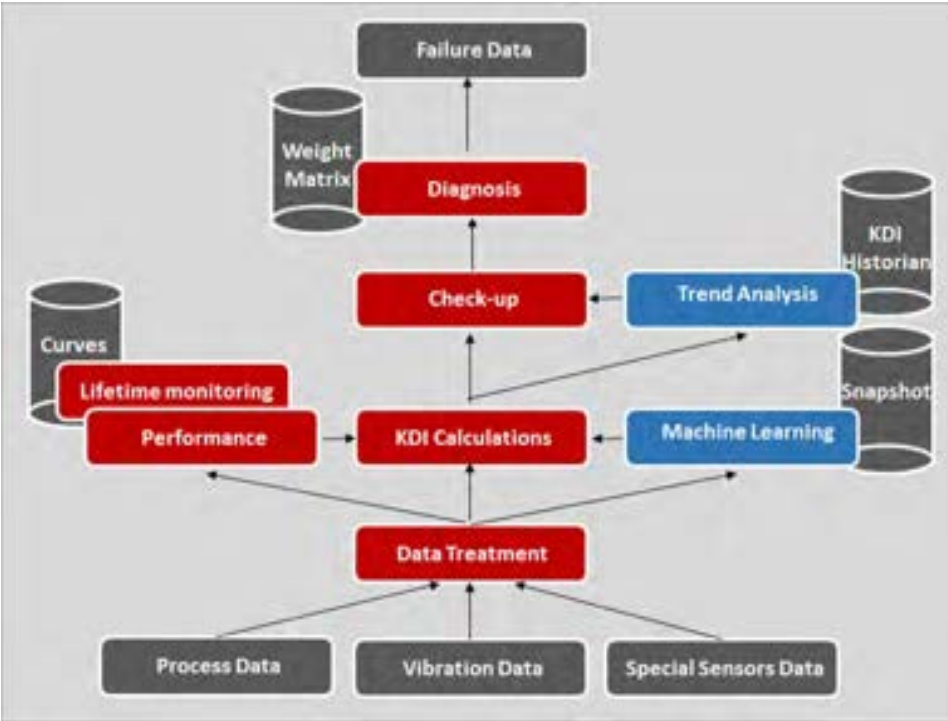 Failure Data
Weight
Matrix
Diagnosis
KDI
Historian
Check-up
Trend Analysis
Curves
Lifetime monitoring
Snapshot
Performance
KDI Calculations
Machine Learning
Data Treatment
Process Data
Vibration Data
Special Sensors Data